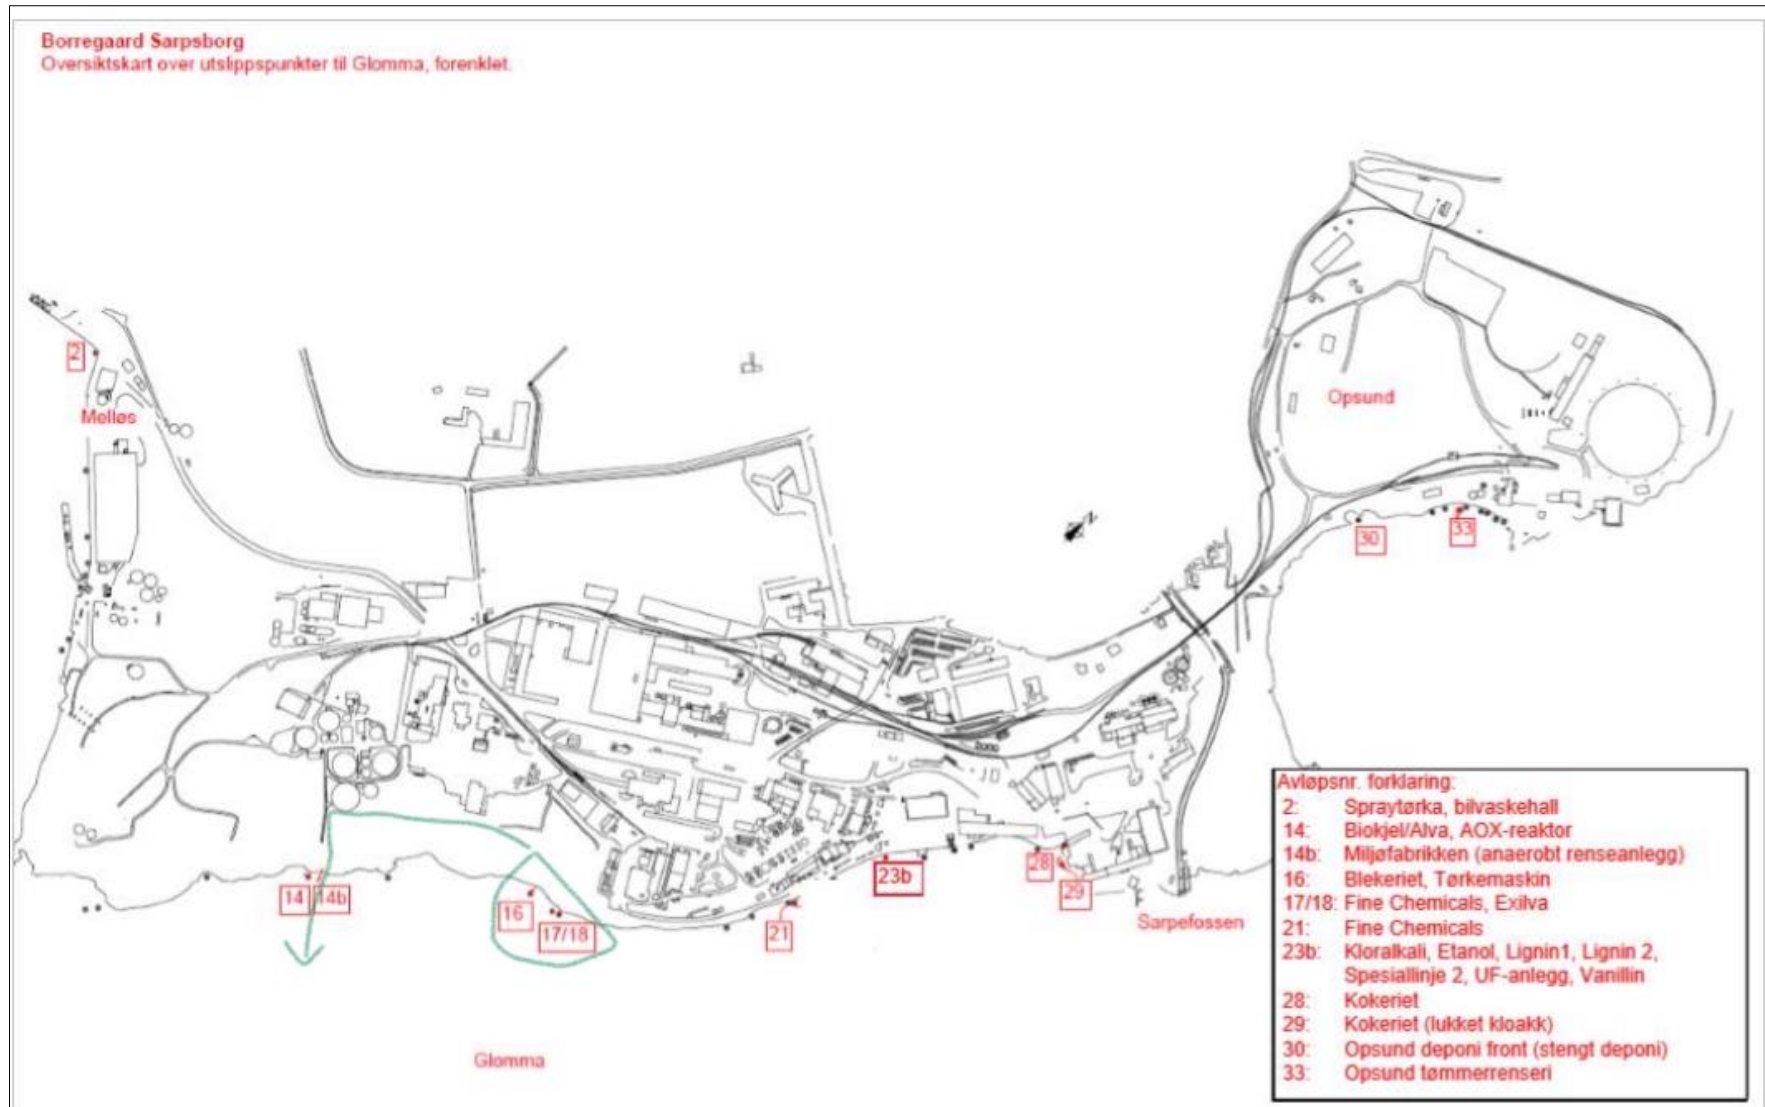 Borregaard Sarpsborg
Oversiktskart over utslippspunkter til Glomma, forenklet.
2
Melløs
Opsund
30
33
14
14b
16
17/18
21
23b
28
29
Sarpefossen
Glomma
Avløpsnr. forklaring:
2: Spraytørka, bilvaskehall
14: Biokjel/Alva, AOX-reaktor
14b: Miljøfabrikken (anaerobt renseanlegg)
16: Blekeriet, Tørkemaskin
17/18: Fine Chemicals, Exilva
21: Fine Chemicals
23b: Kloralkali, Etanol, Lignin1, Lignin 2,
Spesiallinje 2, UF-anlegg, Vanillin
28: Kokeriet
29: Kokeriet (lukket kloakk)
30: Opsund deponi front (stengt deponi)
33: Opsund tømmerrenseri